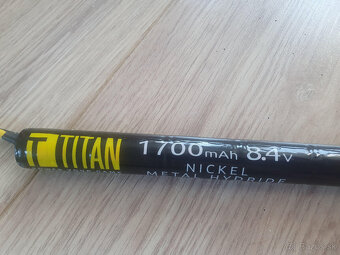 TITAN
1700mAh 8.4v
NICKEL
METAL HYDRIDE